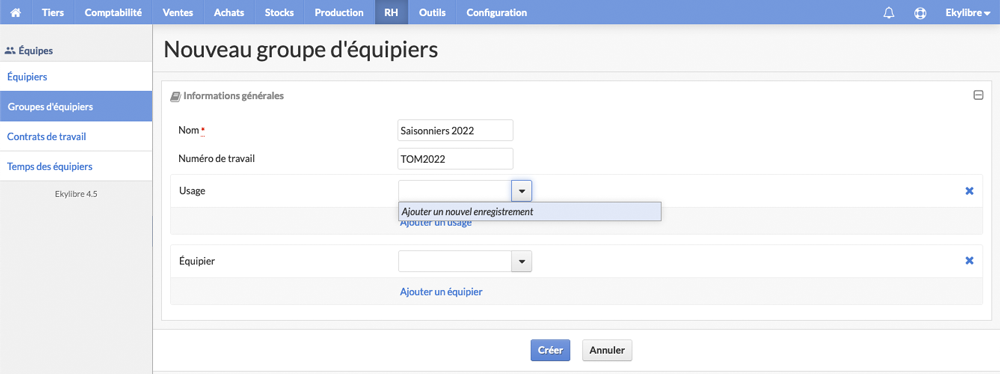 Tiers Comptabilité Ventes Achats Stocks Production RH Outils Configuration Ekylibre
Équipes
Équipiers
Groupes d'équipiers
Contrats de travail
Temps des équipiers
Ekylibre 4.5
Nouveau groupe d'équipiers
Informations générales
Nom * Saisonniers 2022
Numéro de travail TOM2022
Usage
Ajouter un nouvel enregistrement
Ajouter un usage
Équipier
Ajouter un équipier
Créer Annuler